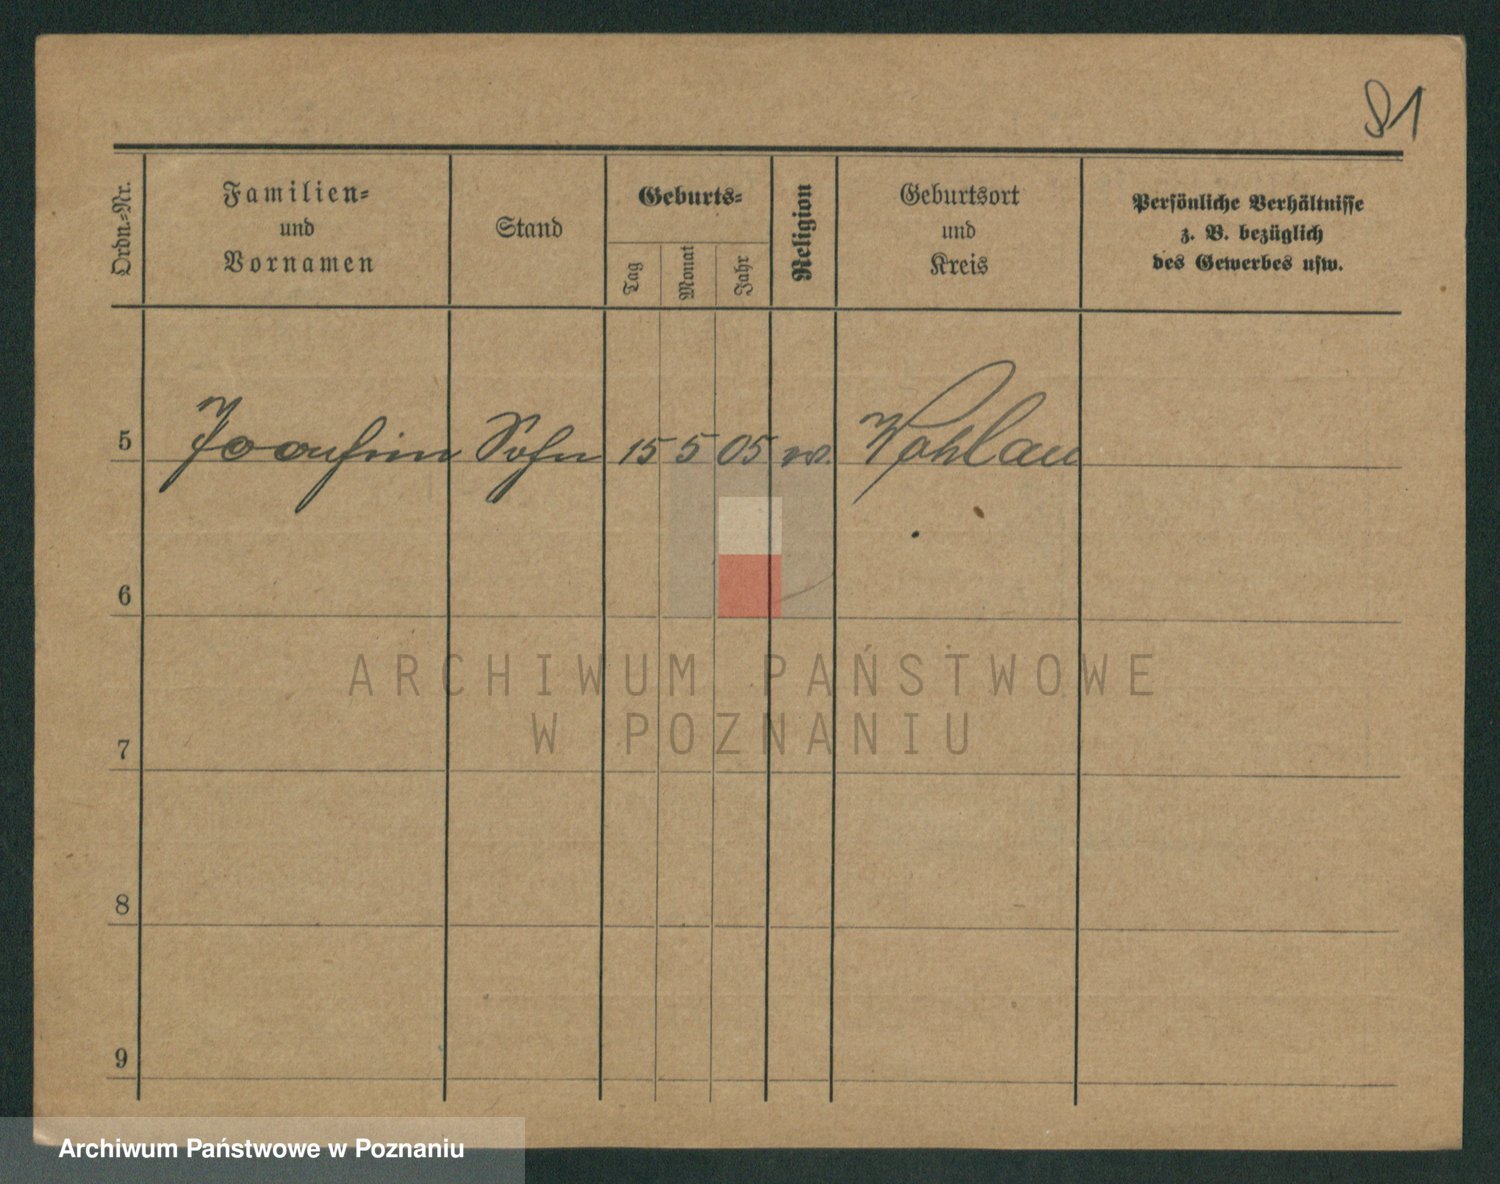 81
Ordn.-Nr.
Familien-
und
Vornamen
Stand
Geburts-
Tag
Monat
Jahr
Religion
Geburtsort
und
Kreis
Persönliche Verhältnisse
z. B. bezüglich
des Gewerbes usw.
5 Joachim Sohn 15 5 05 Wohlau
6
7
8
9
ARCHIWUM PAŃSTWOWE
W POZNANIU
Archiwum Państwowe w Poznaniu